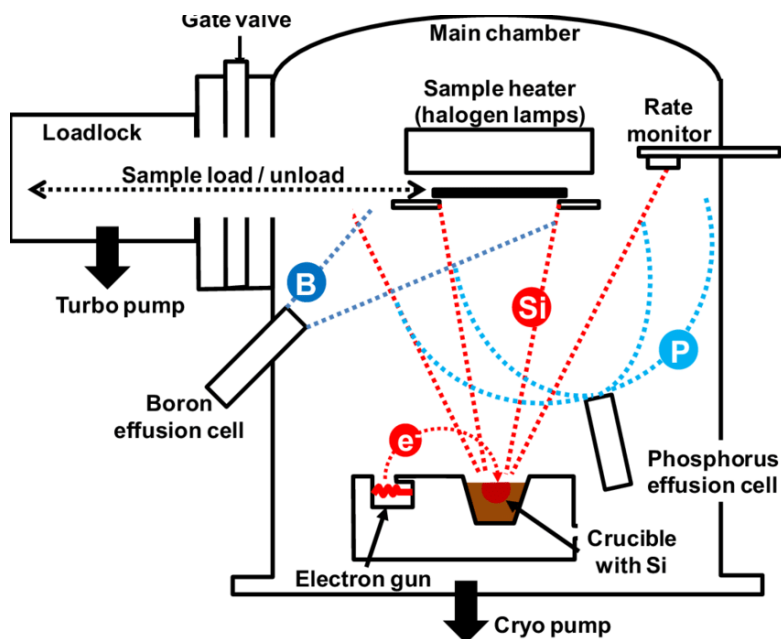 Gate valve
Main chamber
Sample heater
(halogen lamps)
Rate
monitor
Loadlock
Sample load / unload
B
Turbo pump
Si
P
Boron
effusion cell
e-
Phosphorus
effusion cell
Crucible
with Si
Electron gun
Cryo pump